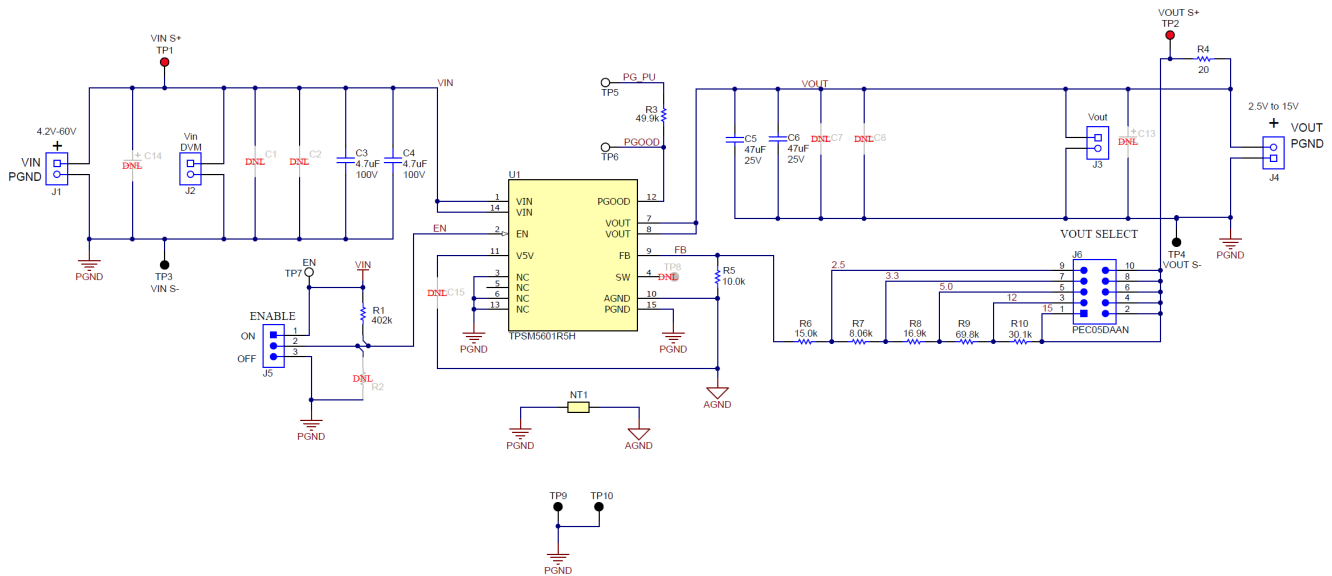 VIN S+
TP1
VIN
4.2V-60V
+
VIN
PGND
J1
+
C14
DNL
Vin
DVM
J2
C1
DNL
C2
DNL
C3
4.7uF
100V
C4
4.7uF
100V
PGND
TP3
VIN S-
PG_PU
TP5
R3
49.9k
PGOOD
TP6
VOUT
C5
47uF
25V
C6
47uF
25V
C7
DNL
C8
DNL
VOUT S+
TP2
R4
20
Vout
J3
+
C13
DNL
2.5V to 15V
+
VOUT
PGND
J4
PGND
TP4
VOUT S-
U1
1
VIN
14
VIN
EN
2
EN
11
V5V
3
NC
5
NC
6
NC
13
NC
PGOOD
12
VOUT
7
VOUT
8
FB
9
FB
SW
4
TP8
DNL
AGND
10
PGND
15
TPSM5601R5H
PGND
PGND
R5
10.0k
AGND
C15
DNL
EN
TP7
VIN
R1
402k
ENABLE
ON
OFF
1
2
3
J5
R2
DNL
PGND
VOUT SELECT
J6
2.5
9
10
3.3
7
8
5.0
5
6
12
3
4
15
1
2
PEC05DAAN
R6
15.0k
R7
8.06k
R8
16.9k
R9
69.8k
R10
30.1k
NT1
PGND
AGND
TP9
TP10
PGND